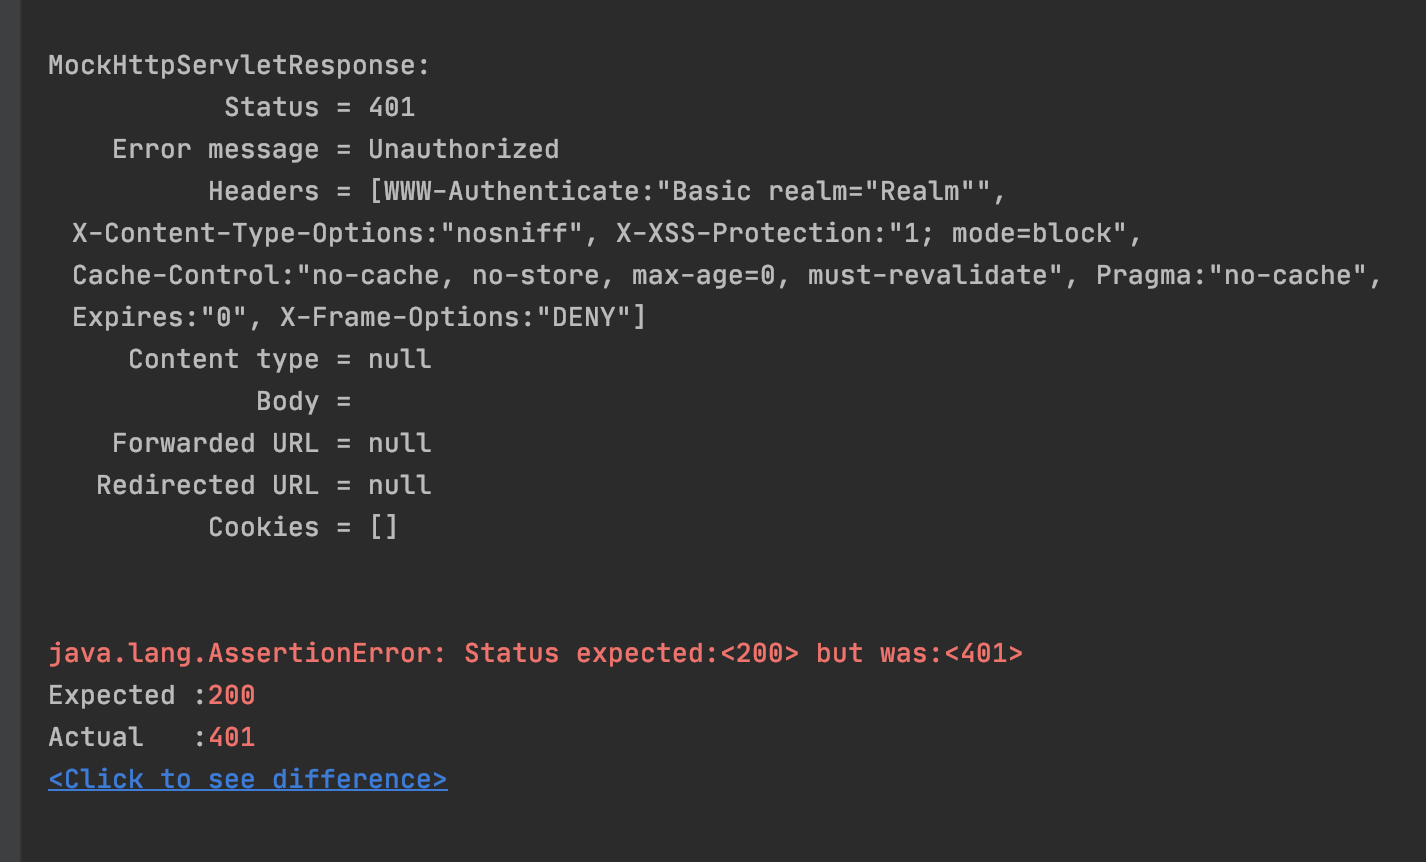 MockHttpServletResponse:
Status = 401
Error message = Unauthorized
Headers = [WWW-Authenticate:"Basic realm="Realm"",
X-Content-Type-Options:"nosniff", X-XSS-Protection:"1; mode=block",
Cache-Control:"no-cache, no-store, max-age=0, must-revalidate", Pragma:"no-cache",
Expires:"0", X-Frame-Options:"DENY"]
Content type = null
Body =
Forwarded URL = null
Redirected URL = null
Cookies = []
java.lang.AssertionError: Status expected:<200> but was:<401>
Expected :200
Actual   :401
<Click to see difference>